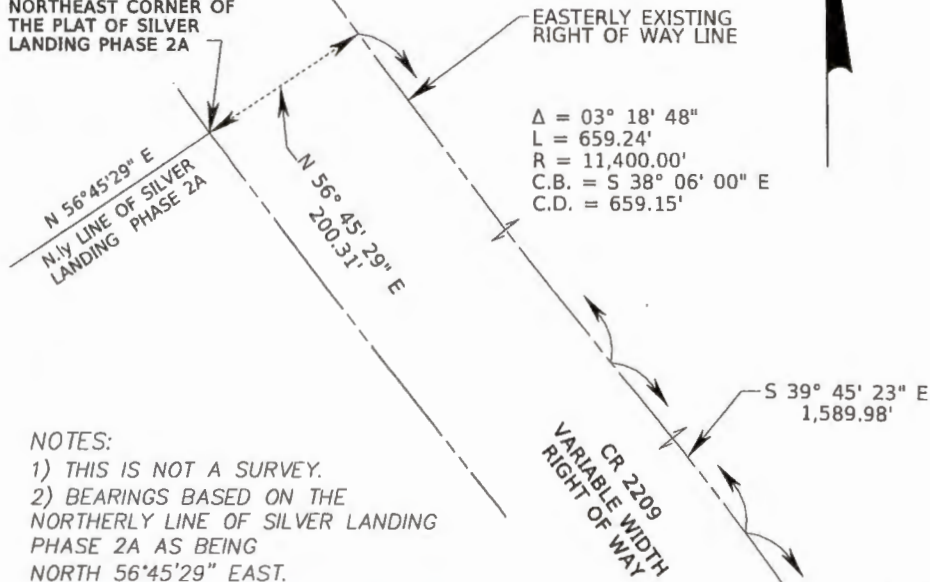 NORTHEAST CORNER OF
THE PLAT OF SILVER
LANDING PHASE 2A
EASTERLY EXISTING
RIGHT OF WAY LINE
Δ = 03° 18' 48"
L = 659.24'
R = 11,400.00'
C.B. = S 38° 06' 00" E
C.D. = 659.15'
N 56°45'29" E
N.ly LINE OF SILVER
LANDING PHASE 2A
N 56° 45' 29" E
200.31'
S 39° 45' 23" E
1,589.98'
CR 2209
VARIABLE WIDTH
RIGHT OF WAY
NOTES:
1) THIS IS NOT A SURVEY.
2) BEARINGS BASED ON THE
NORTHERLY LINE OF SILVER LANDING
PHASE 2A AS BEING
NORTH 56°45'29" EAST.